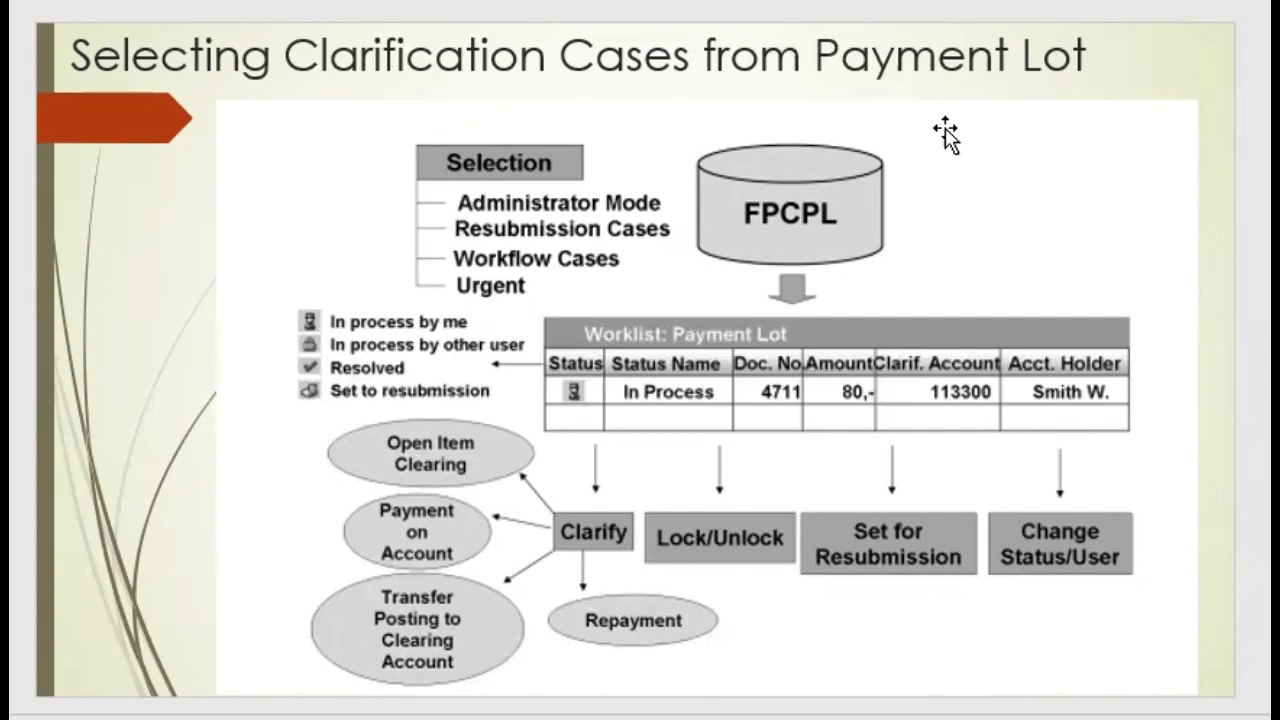 Selecting Clarification Cases from Payment Lot
Selection
Administrator Mode
Resubmission Cases
Workflow Cases
Urgent
FPCPL
In process by me
In process by other user
Resolved
Set to resubmission
Worklist: Payment Lot
Status Status Name Doc. No. Amount Clarif. Account Acct. Holder
In Process 4711 80,- 113300 Smith W.
Open Item
Clearing
Payment
on
Account
Transfer
Posting to
Clearing
Account
Repayment
Clarify
Lock/Unlock
Set for
Resubmission
Change
Status/User